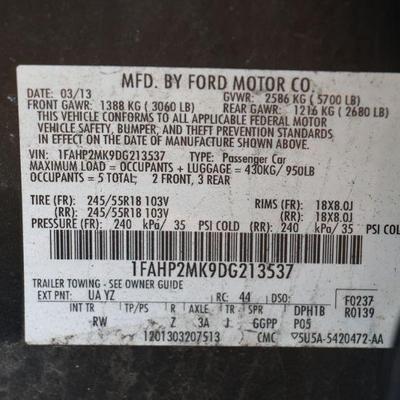 MFD. BY FORD MOTOR CO.
DATE: 03/13 GVWR: 2586 KG (5700 LB)
FRONT GAWR: 1388 KG (3060 LB) REAR GAWR: 1216 KG (2680 LB)
THIS VEHICLE CONFORMS TO ALL APPLICABLE FEDERAL MOTOR
VEHICLE SAFETY, BUMPER, AND THEFT PREVENTION STANDARDS IN
EFFECT ON THE DATE OF MANUFACTURE SHOWN ABOVE.
VIN: 1FAHP2MK9DG213537 TYPE: Passenger Car
MAXIMUM LOAD = OCCUPANTS + LUGGAGE = 430KG/950LB
OCCUPANTS = 5 TOTAL; 2 FRONT, 3 REAR
TIRE (FR): 245/55R18 103V RIMS (FR): 18X8.0J
(RR): 245/55R18 103V (RR): 18X8.0J
PRESSURE (FR): 240 kPa/ 35 PSI COLD (RR): 240 kPa/ 35 PSI COLD
1FAHP2MK9DG213537
TRAILER TOWING - SEE OWNER GUIDE
EXT PNT: UA YZ RC: 44 DSO: F0237
INT TR TP/PS R AXLE TR SPR DPH1B R0139
RW Z 3A J GGPP P05
1201303207513 CMC 5U5A-5420472-AA